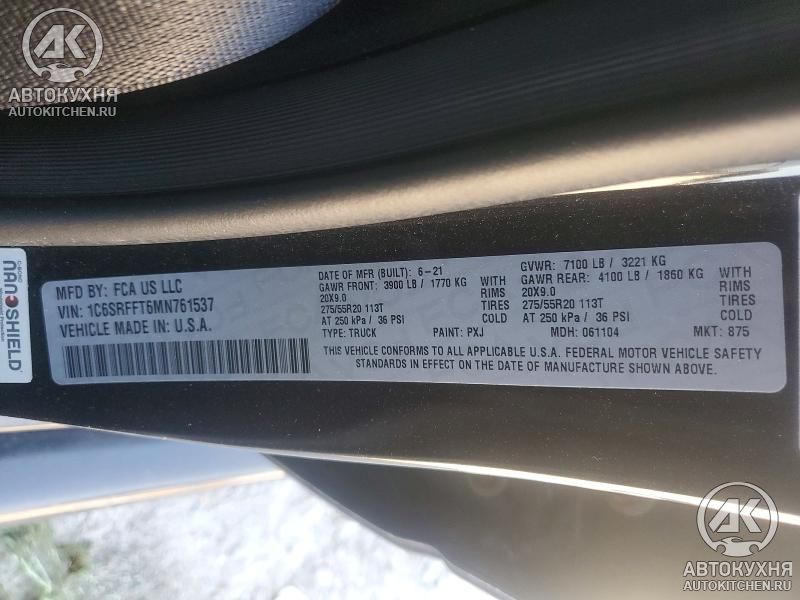 АК
АВТОКУХНЯ
AUTOKITCHEN.RU
NANO SHIELD
MFD BY: FCA US LLC
VIN: 1C6SRFFT6MN761537
VEHICLE MADE IN U.S.A.
DATE OF MFR (BUILT): 6-21
GAWR FRONT: 3900 LB / 1770 KG WITH
20X9.0 RIMS
275/55R20 113T TIRES
AT 250 kPa / 36 PSI COLD
GVWR: 7100 LB / 3221 KG
GAWR REAR: 4100 LB / 1860 KG WITH
20X9.0 RIMS
275/55R20 113T TIRES
AT 250 kPa / 36 PSI COLD
TYPE: TRUCK PAINT: PXJ MDH: 061104 MKT: 875
THIS VEHICLE CONFORMS TO ALL APPLICABLE U.S.A. FEDERAL MOTOR VEHICLE SAFETY
STANDARDS IN EFFECT ON THE DATE OF MANUFACTURE SHOWN ABOVE.
АК
АВТОКУХНЯ
AUTOKITCHEN.RU